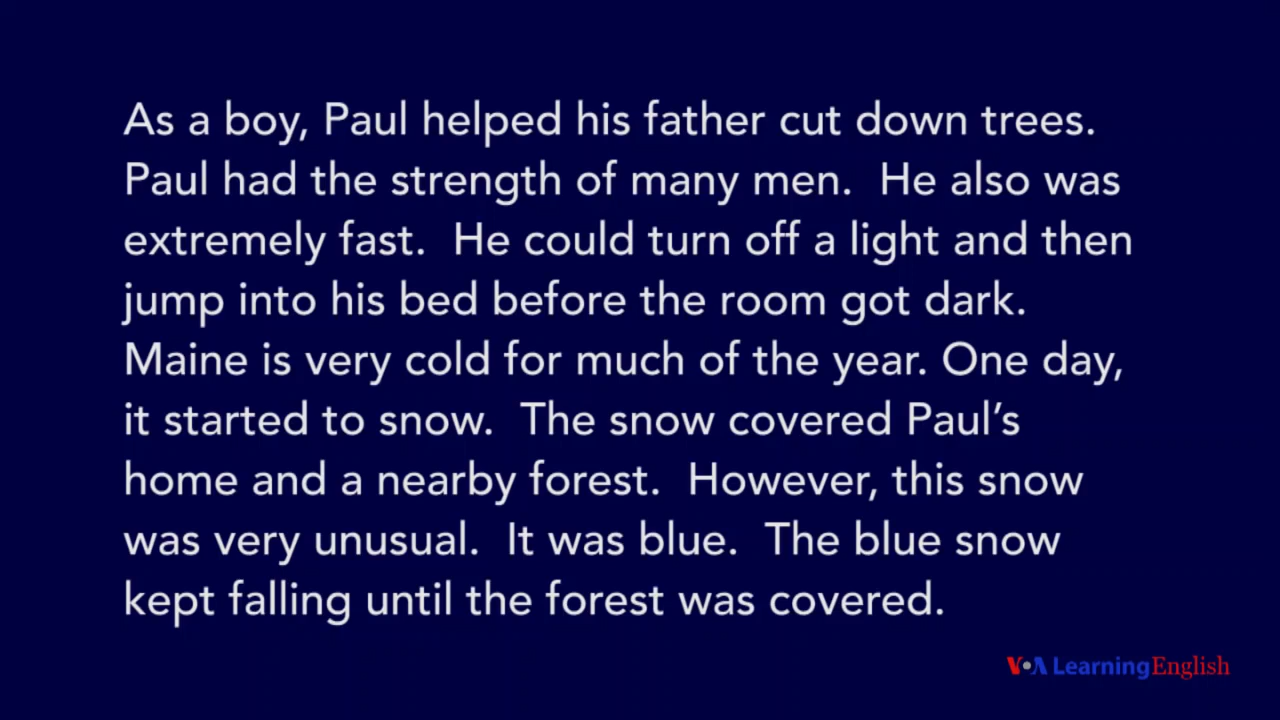 As a boy, Paul helped his father cut down trees.
Paul had the strength of many men.  He also was
extremely fast.  He could turn off a light and then
jump into his bed before the room got dark.
Maine is very cold for much of the year. One day,
it started to snow.  The snow covered Paul’s
home and a nearby forest.  However, this snow
was very unusual.  It was blue.  The blue snow
kept falling until the forest was covered.
VOA Learning English